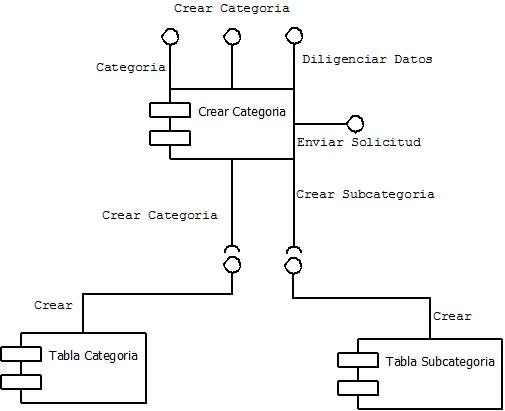 Crear Categoria
Categoria
Diligenciar Datos
Crear Categoria
Enviar Solicitud
Crear Categoria
Crear Subcategoria
Crear
Crear
Tabla Categoria
Tabla Subcategoria